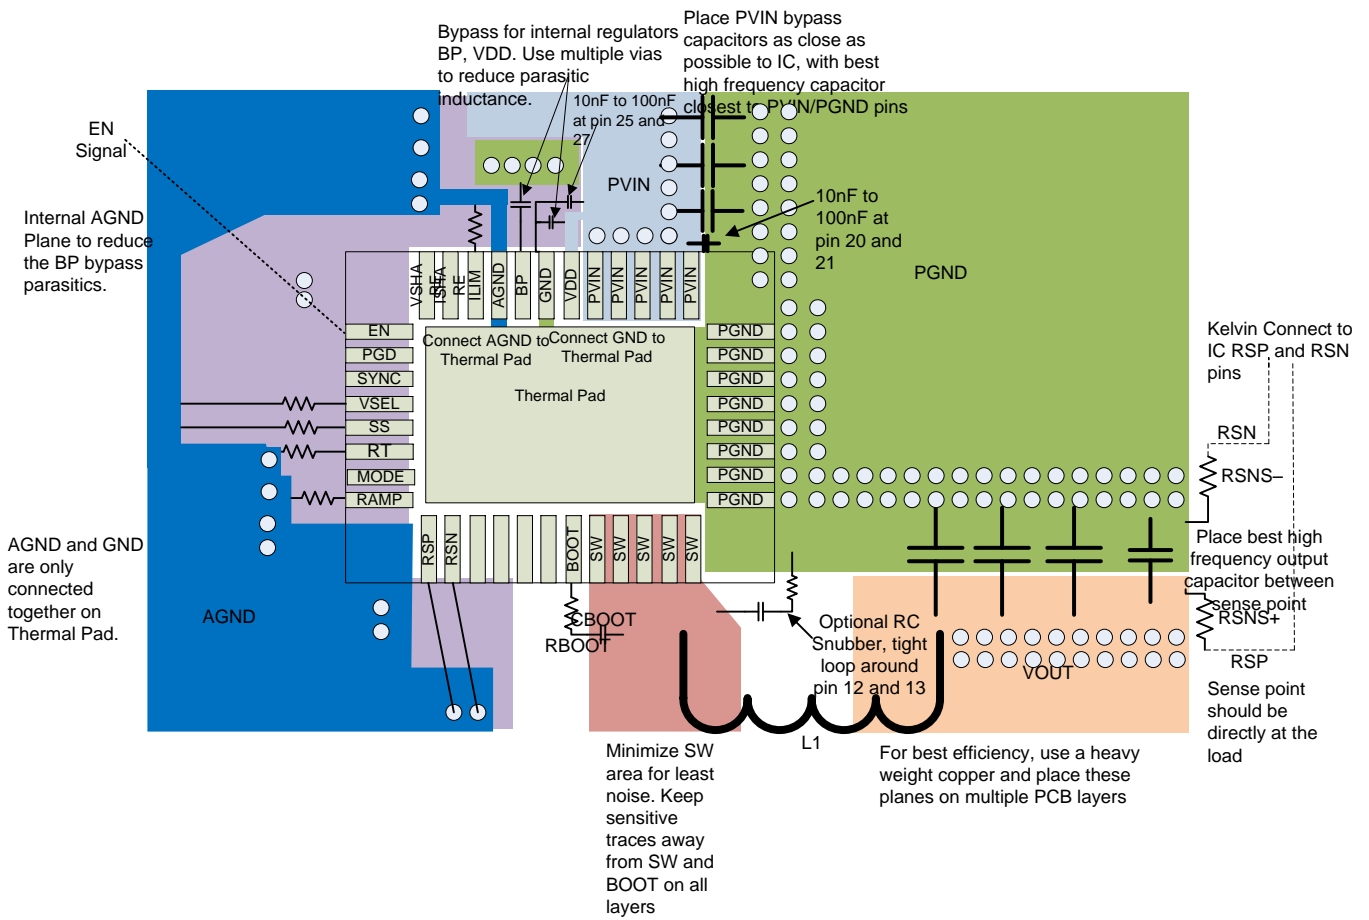 Bypass for internal regulators
BP, VDD. Use multiple vias
to reduce parasitic
inductance.
10nF to 100nF
at pin 25 and
27
Place PVIN bypass
capacitors as close as
possible to IC, with best
high frequency capacitor
closest to PVIN/PGND pins
EN
Signal
Internal AGND
Plane to reduce
the BP bypass
parasitics.
PVIN
10nF to
100nF at
pin 20 and
21
PGND
VSHA
RE
ISHA
RE
ILIM
AGND
BP
GND
VDD
PVIN
PVIN
PVIN
PVIN
PVIN
EN
PGD
SYNC
VSEL
SS
RT
MODE
RAMP
Connect AGND to
Thermal Pad
Connect GND to
Thermal Pad
Thermal Pad
PGND
PGND
PGND
PGND
PGND
PGND
PGND
PGND
Kelvin Connect to
IC RSP and RSN
pins
RSN
RSNS–
Place best high
frequency output
capacitor between
sense point
RSNS+
RSP
Sense point
should be
directly at the
load
AGND and GND
are only
connected
together on
Thermal Pad.
AGND
RSP
RSN
BOOT
SW
SW
SW
SW
SW
CBOOT
RBOOT
Optional RC
Snubber, tight
loop around
pin 12 and 13
VOUT
L1
Minimize SW
area for least
noise. Keep
sensitive
traces away
from SW and
BOOT on all
layers
For best efficiency, use a heavy
weight copper and place these
planes on multiple PCB layers